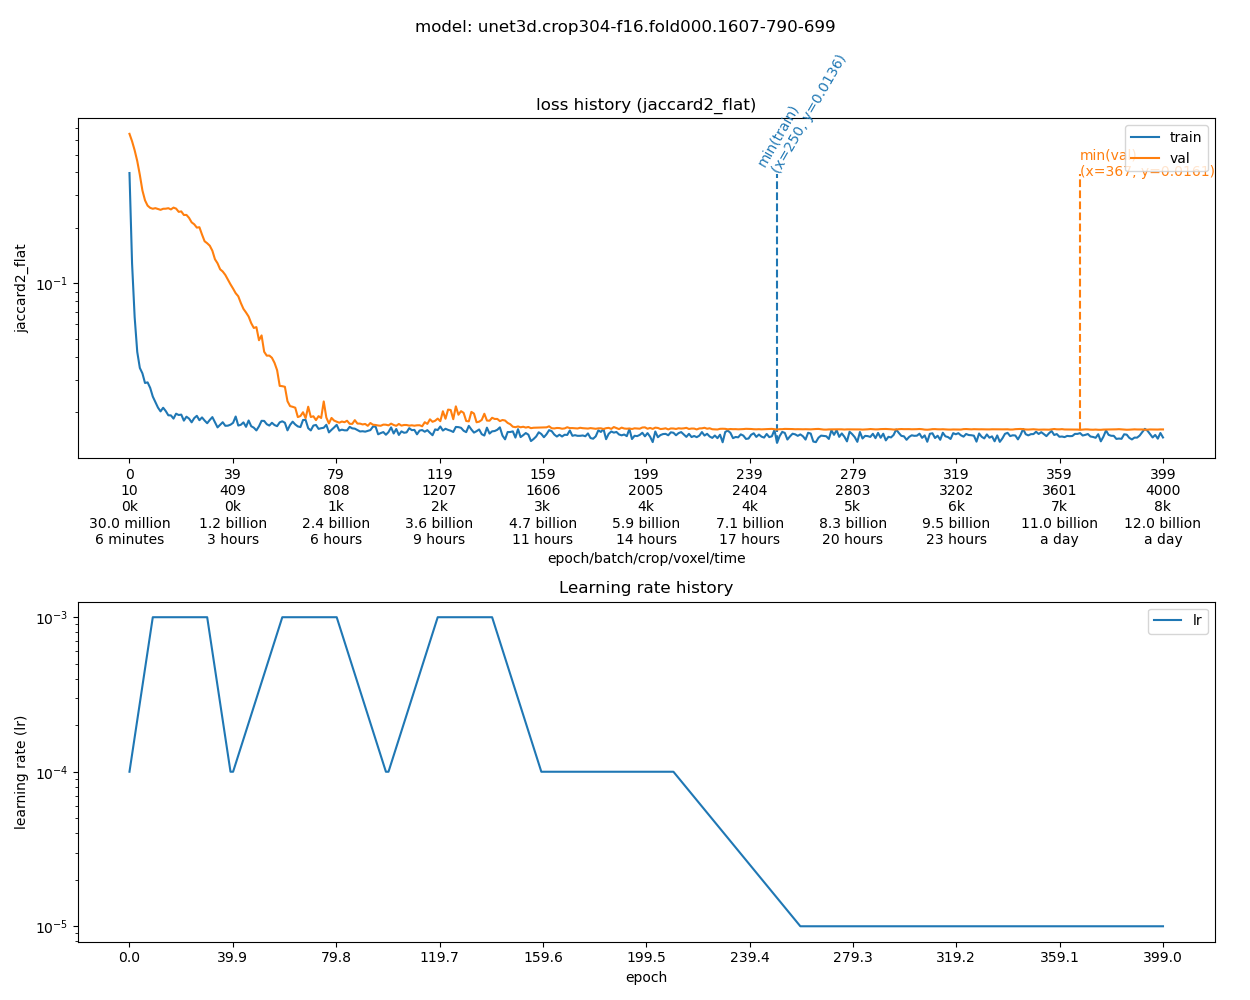 model: unet3d.crop304-f16.fold000.1607-790-699
loss history (jaccard2_flat)
min(train)
(x=250, y=0.0136)
min(val)
(x=367, y=0.0161)
train
val
jaccard2_flat
10⁻¹
0 39 79 119 159 199 239 279 319 359 399
10 409 808 1207 1606 2005 2404 2803 3202 3601 4000
0k 0k 1k 2k 3k 4k 4k 5k 6k 7k 8k
30.0 million 1.2 billion 2.4 billion 3.6 billion 4.7 billion 5.9 billion 7.1 billion 8.3 billion 9.5 billion 11.0 billion 12.0 billion
6 minutes 3 hours 6 hours 9 hours 11 hours 14 hours 17 hours 20 hours 23 hours a day a day
epoch/batch/crop/voxel/time
Learning rate history
lr
learning rate (lr)
10⁻³
10⁻⁴
10⁻⁵
0.0 39.9 79.8 119.7 159.6 199.5 239.4 279.3 319.2 359.1 399.0
epoch